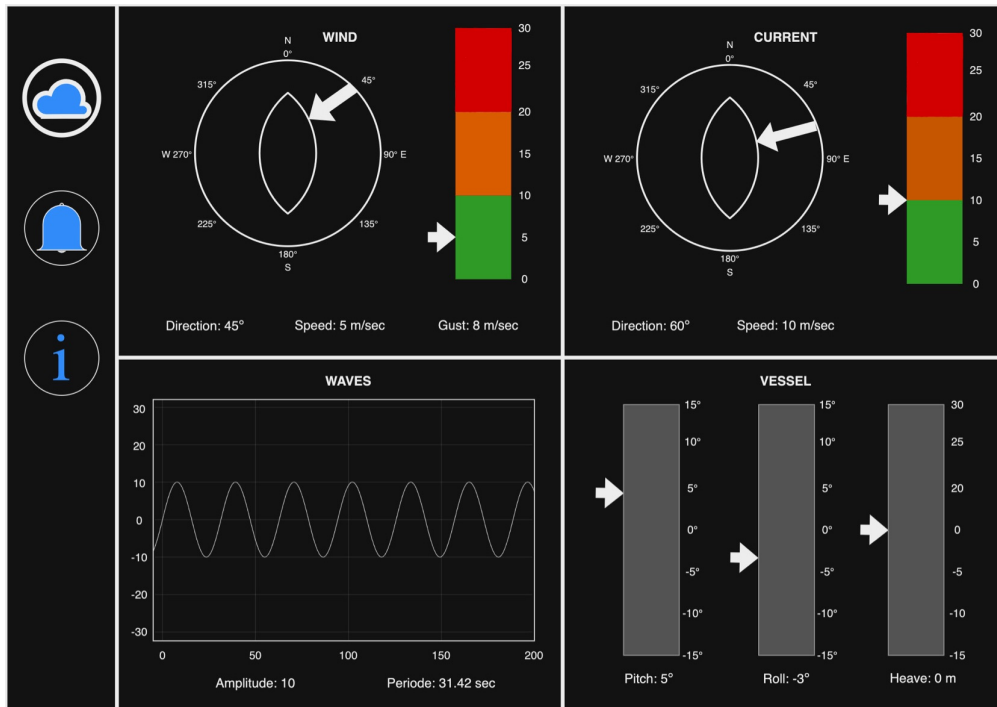 WIND
N
0°
45°
90° E
135°
180°
S
225°
W 270°
315°
30
25
20
15
10
5
0
Direction: 45°
Speed: 5 m/sec
Gust: 8 m/sec
CURRENT
N
0°
45°
90° E
135°
180°
S
225°
W 270°
315°
30
25
20
15
10
5
0
Direction: 60°
Speed: 10 m/sec
i
WAVES
30
20
10
0
-10
-20
-30
0
50
100
150
200
Amplitude: 10
Periode: 31.42 sec
VESSEL
15°
10°
5°
0°
-5°
-10°
-15°
Pitch: 5°
15°
10°
5°
0°
-5°
-10°
-15°
Roll: -3°
30
25
20
0
-5
-10
-15
Heave: 0 m